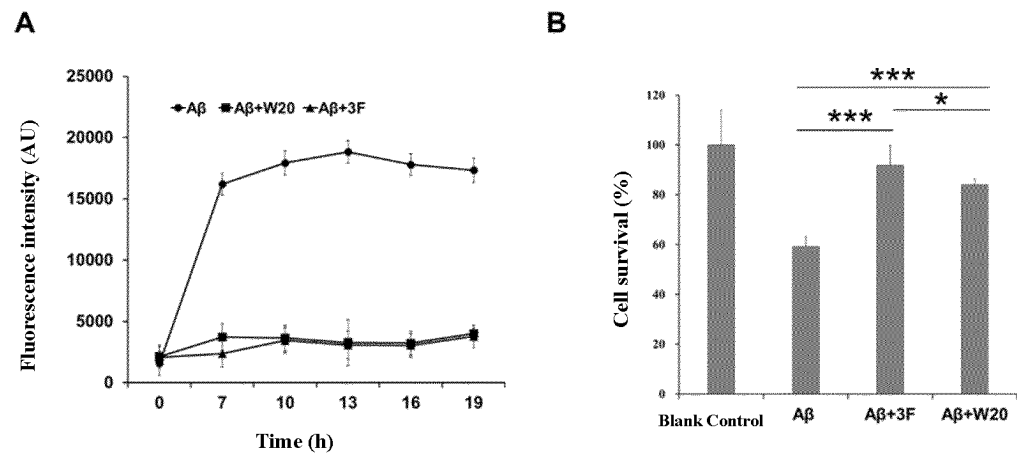 A
Fluorescence intensity (AU)
25000
20000
15000
10000
5000
0
Aβ Aβ+W20 Aβ+3F
0 7 10 13 16 19
Time (h)
B
Cell survival (%)
120
100
80
60
40
20
0
***
*
***
Blank Control Aβ Aβ+3F Aβ+W20